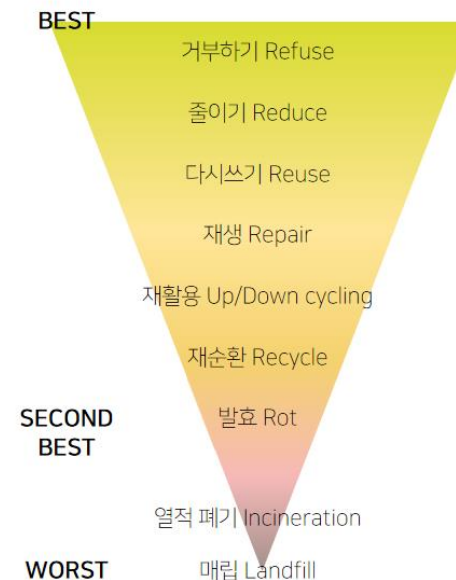 BEST
거부하기 Refuse
줄이기 Reduce
다시쓰기 Reuse
재생 Repair
재활용 Up/Down cycling
재순환 Recycle
발효 Rot
SECOND
BEST
열적 폐기 Incineration
WORST
매립 Landfill